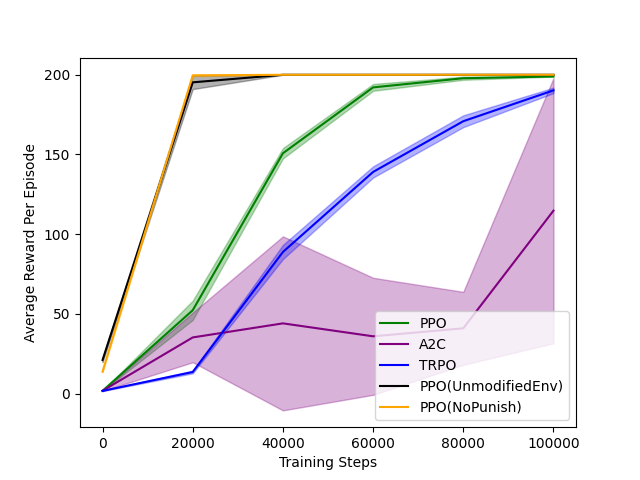 200
150
100
50
0
Average Reward Per Episode
PPO
A2C
TRPO
PPO(UnmodifiedEnv)
PPO(NoPunish)
0 20000 40000 60000 80000 100000
Training Steps